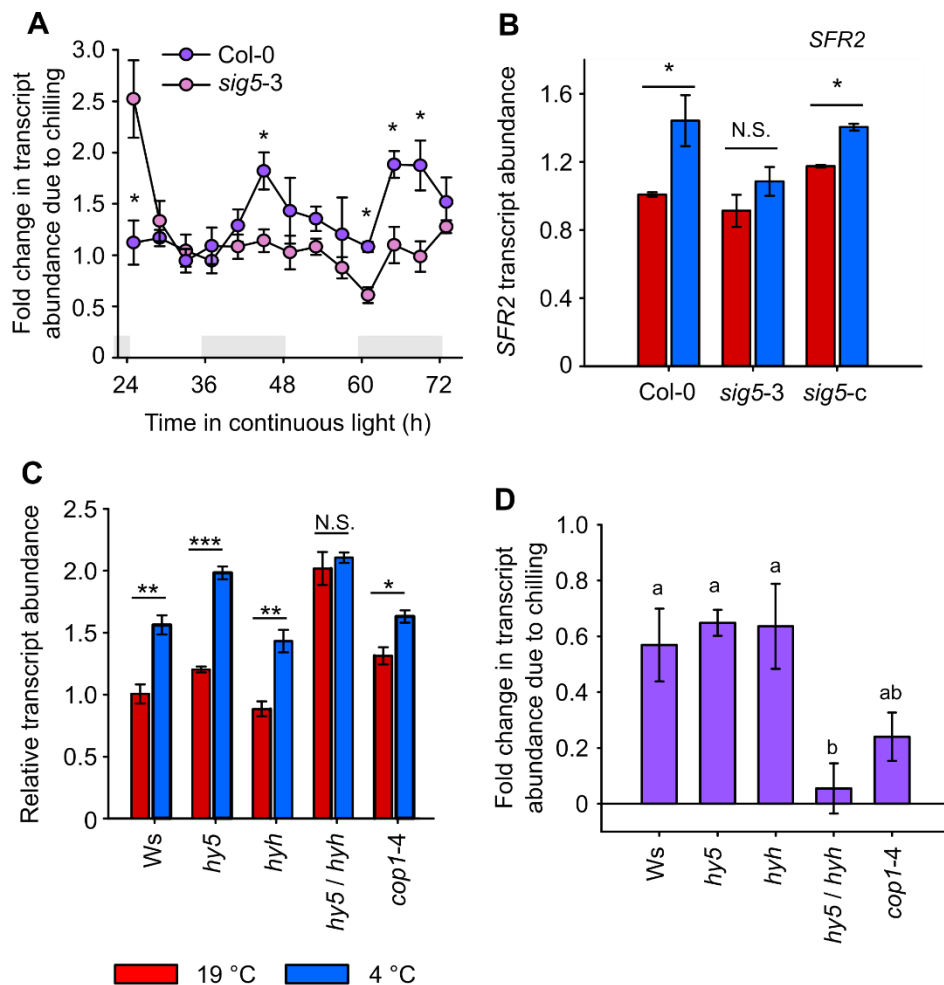 A
Fold change in transcript
abundance due to chilling
3.0
2.5
2.0
1.5
1.0
0.5
0
Col-0
sig5-3
*
*
*
*
*
24
36
48
60
72
Time in continuous light (h)
B
SFR2
SFR2 transcript abundance
1.6
1.2
0.8
0.4
0
*
N.S.
*
Col-0
sig5-3
sig5-c
C
Relative transcript abundance
2.5
2.0
1.5
1.0
0.5
0
**
***
**
N.S.
*
Ws
hy5
hyh
hy5 / hyh
cop1-4
19 °C
4 °C
D
Fold change in transcript
abundance due to chilling
1.0
0.8
0.6
0.4
0.2
0
a
a
a
b
ab
Ws
hy5
hyh
hy5 / hyh
cop1-4